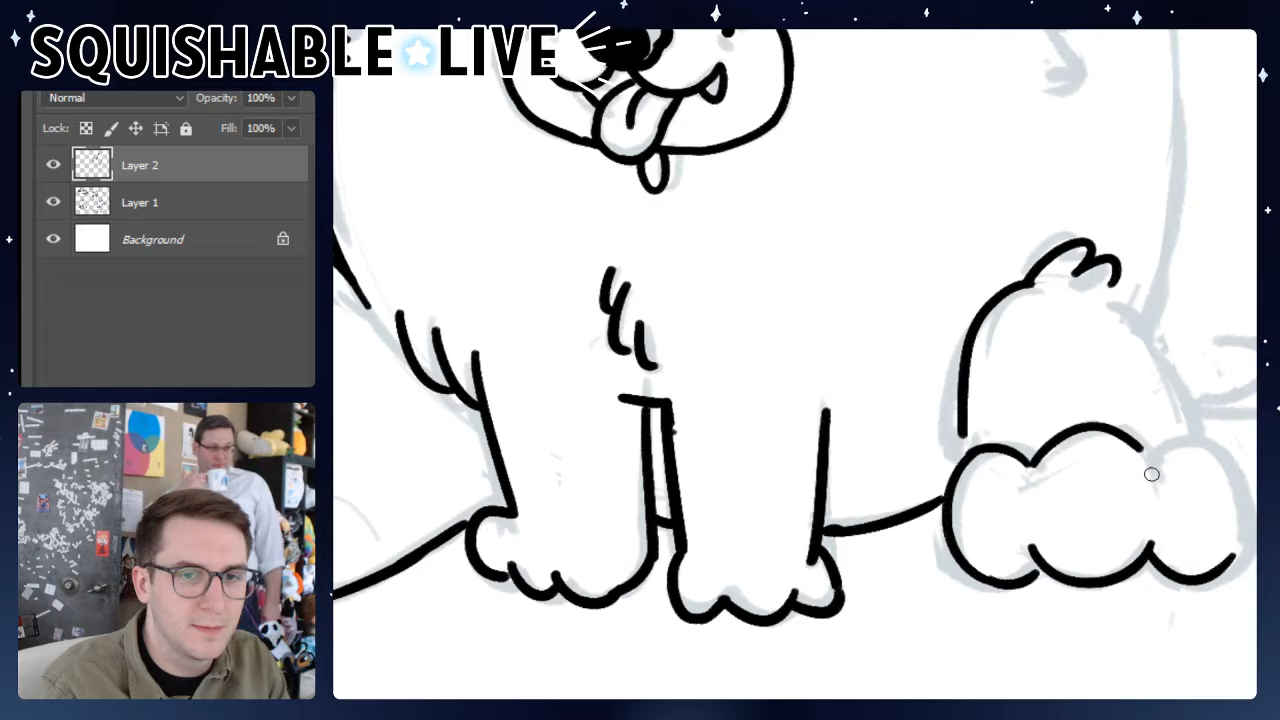 SQUISHABLE LIVE
Normal Opacity: 100%
Lock: Fill: 100%
Layer 2
Layer 1
Background